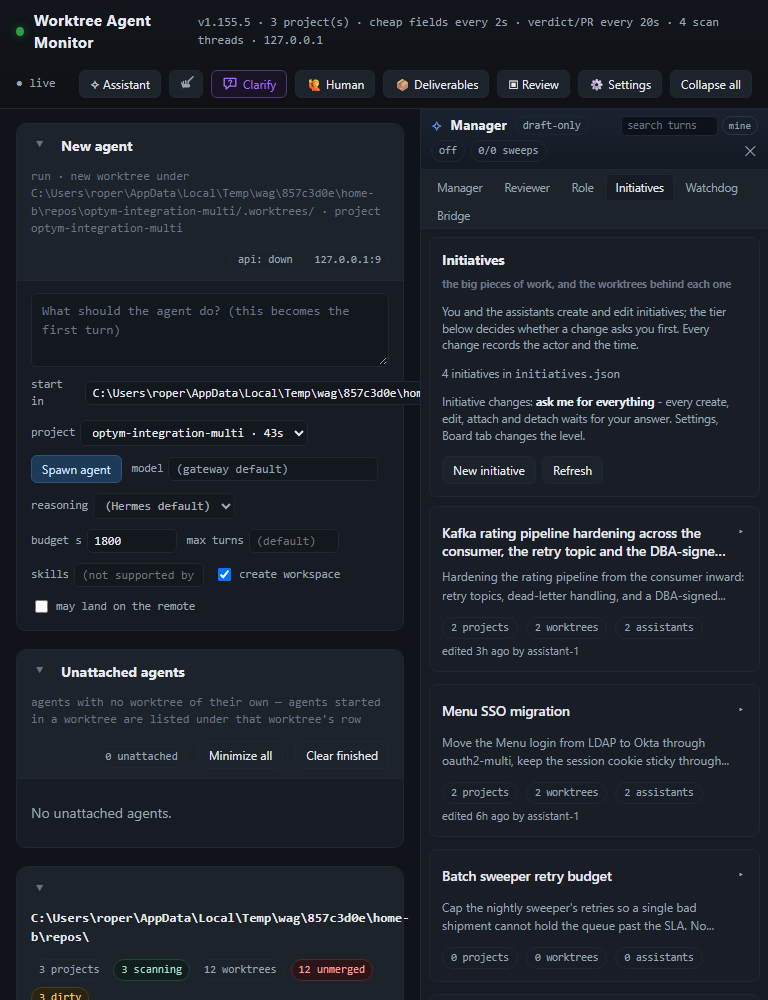 Worktree Agent
Monitor
v1.155.5 · 3 project(s) · cheap fields every 2s · verdict/PR every 20s · 4 scan
threads · 127.0.0.1
live
Assistant
Clarify
Human
Deliverables
Review
Settings
Collapse all
New agent
run · new worktree under
C:\Users\roper\AppData\Local\Temp\wag\857c3d0e\home-
b\repos\optym-integration-multi/.worktrees/ · project
optym-integration-multi
api: down 127.0.0.1:9
What should the agent do? (this becomes the
first turn)
start
in
C:\Users\roper\AppData\Local\Temp\wag\857c3d0e\hom
project optym-integration-multi · 43s
Spawn agent model (gateway default)
reasoning (Hermes default)
budget s 1800 max turns (default)
skills (not supported by create workspace
may land on the remote
Unattached agents
agents with no worktree of their own — agents started
in a worktree are listed under that worktree's row
0 unattached Minimize all Clear finished
No unattached agents.
C:\Users\roper\AppData\Local\Temp\wag\857c3d0e\home-
b\repos\
3 projects 3 scanning 12 worktrees 12 unmerged
3 dirty
Manager draft-only search turns mine
off 0/0 sweeps
Manager Reviewer Role Initiatives Watchdog
Bridge
Initiatives
the big pieces of work, and the worktrees behind each one
You and the assistants create and edit initiatives; the tier
below decides whether a change asks you first. Every
change records the actor and the time.
4 initiatives in initiatives.json
Initiative changes: ask me for everything - every create,
edit, attach and detach waits for your answer. Settings,
Board tab changes the level.
New initiative Refresh
Kafka rating pipeline hardening across the
consumer, the retry topic and the DBA-signe...
Hardening the rating pipeline from the consumer inward:
retry topics, dead-letter handling, and a DBA-signed...
2 projects 2 worktrees 2 assistants
edited 3h ago by assistant-1
Menu SSO migration
Move the Menu login from LDAP to Okta through
oauth2-multi, keep the session cookie sticky through...
2 projects 2 worktrees 2 assistants
edited 6h ago by assistant-1
Batch sweeper retry budget
Cap the nightly sweeper's retries so a single bad
shipment cannot hold the queue past the SLA. No...
0 projects 0 worktrees 0 assistants